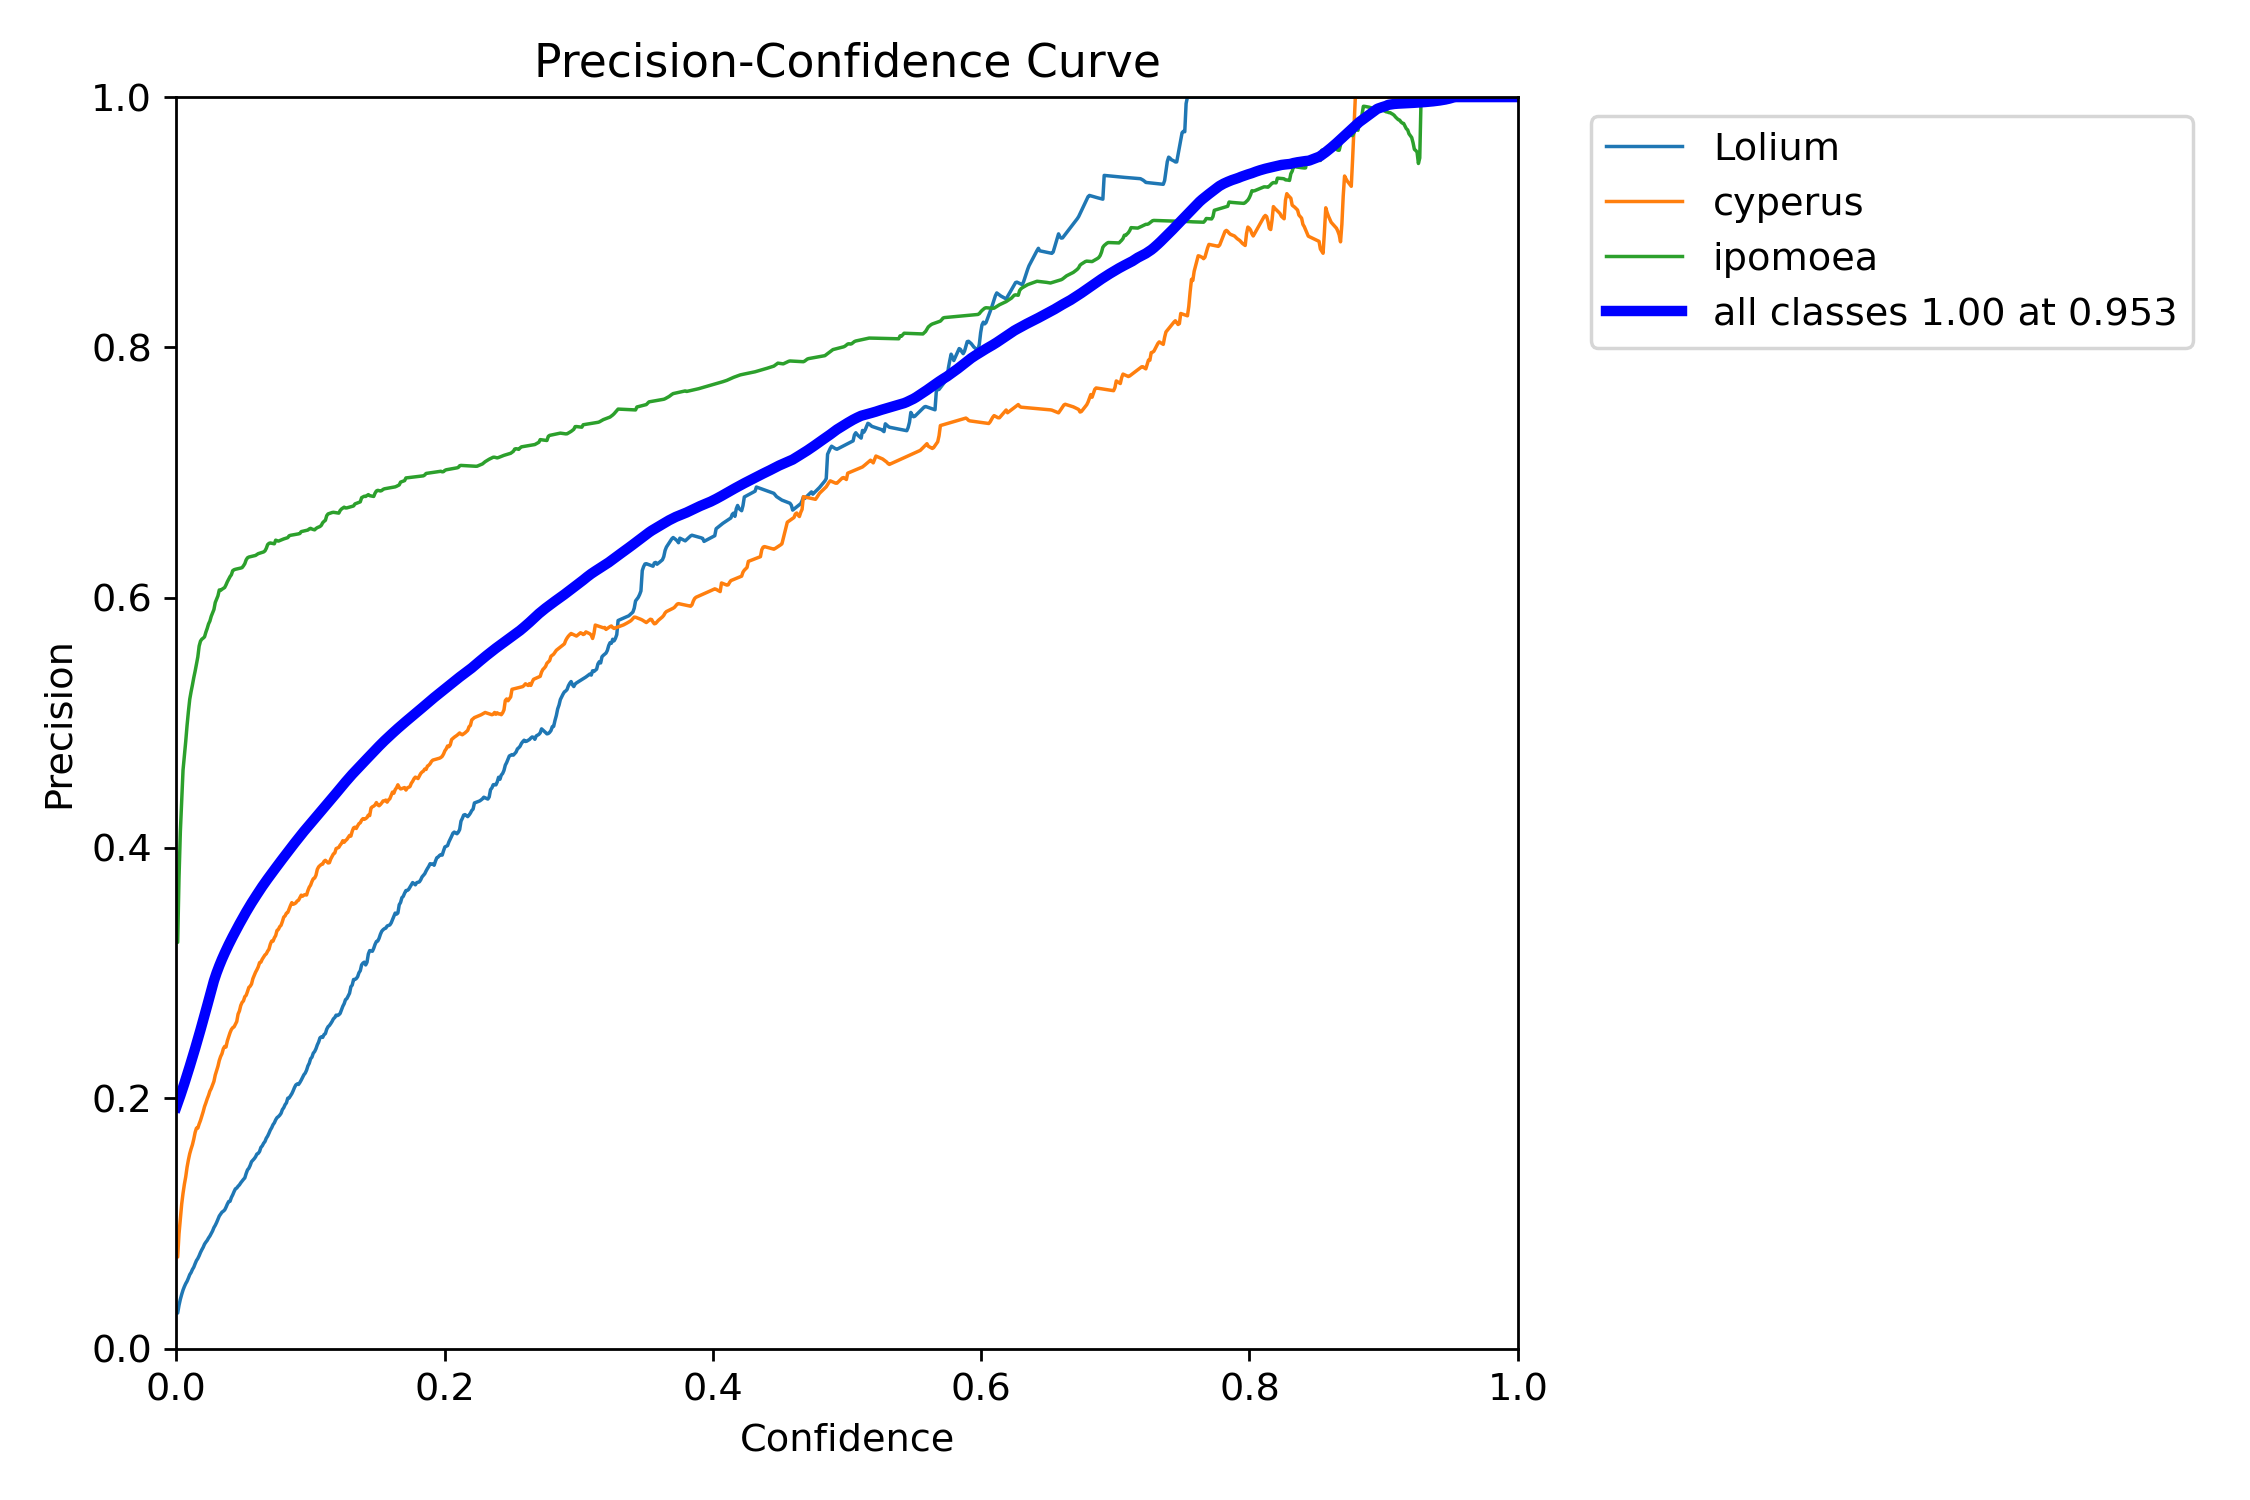 Precision-Confidence Curve
1.0
0.8
0.6
0.4
0.2
0.0
Precision
0.0 0.2 0.4 0.6 0.8 1.0
Confidence
Lolium
cyperus
ipomoea
all classes 1.00 at 0.953